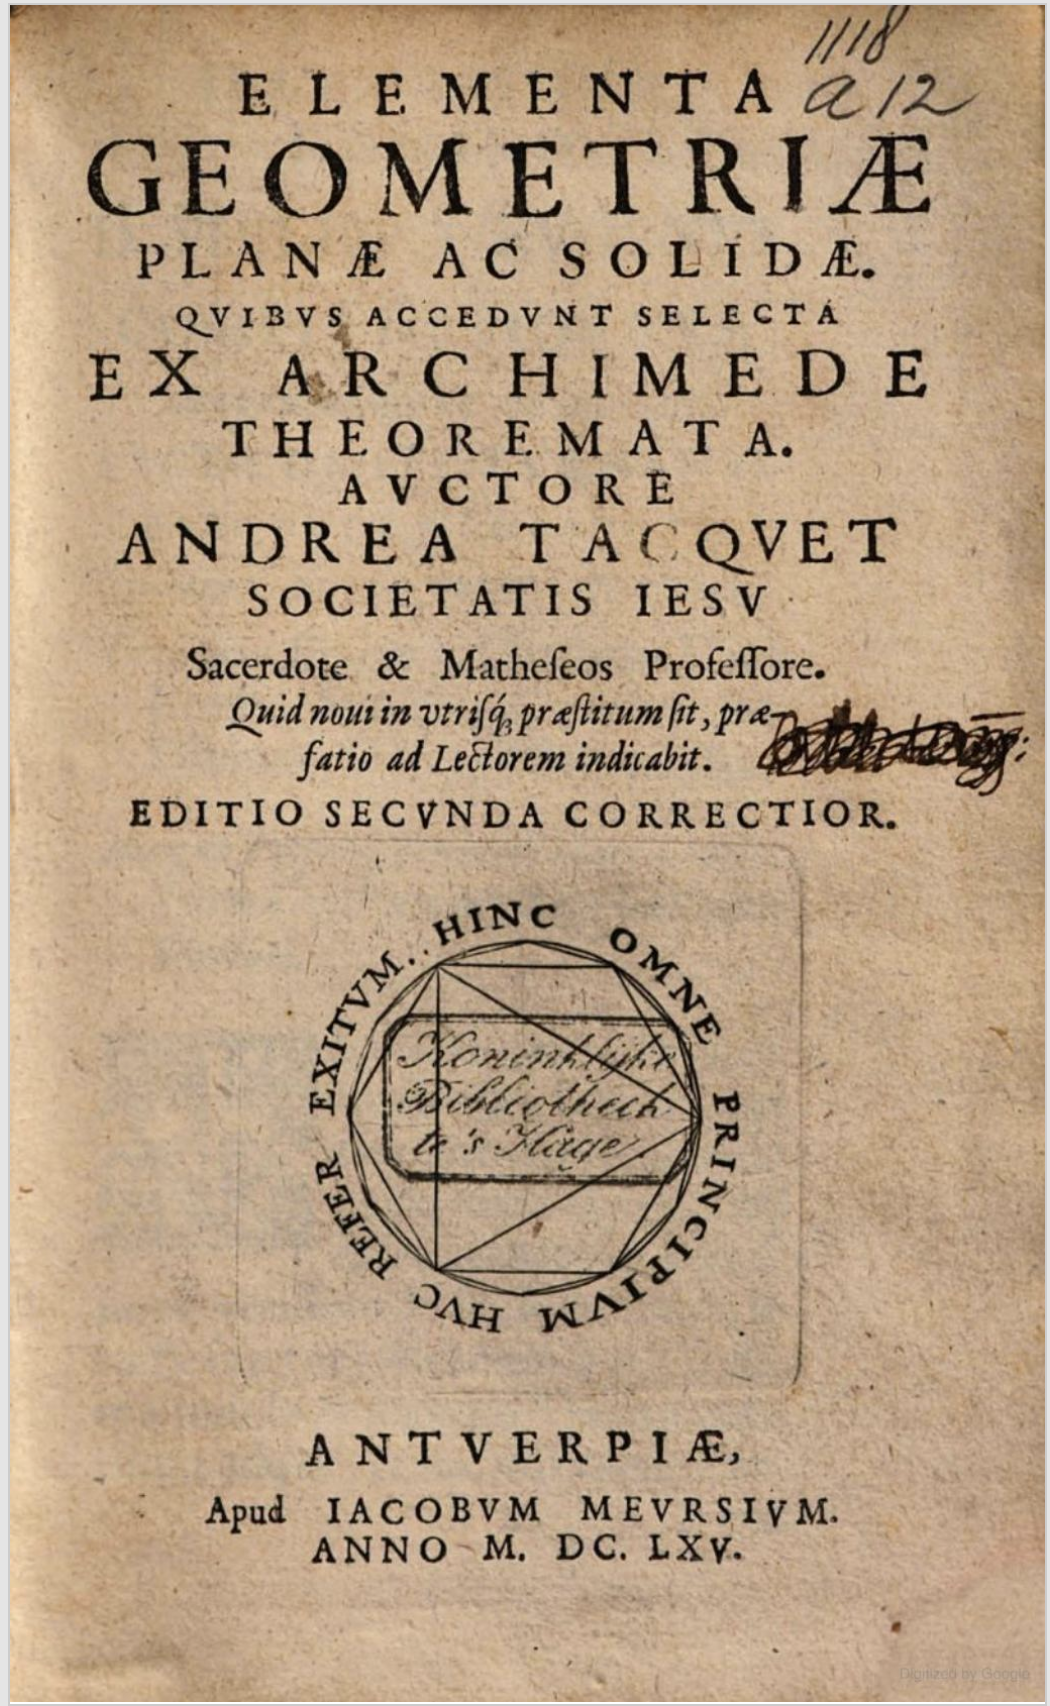 1118
a 12
ELEMENTA
GEOMETRIÆ
PLANÆ AC SOLIDÆ.
QVIBVS ACCEDVNT SELECTA
EX ARCHIMEDE
THEOREMATA.
AVCTORE
ANDREA TACQVET
SOCIETATIS IESV
Sacerdote & Matheſeos Profeſſore.
Quid noui in vtriſq́; præſtitum ſit, præ-
fatio ad Lectorem indicabit.
EDITIO SECVNDA CORRECTIOR.
HINC OMNE PRINCIPIVM HVC REFER EXITVM.
Koninklijke
Bibliotheek
te 's Hage.
ANTVERPIÆ,
Apud IACOBVM MEVRSIVM.
ANNO M. DC. LXV.
Digitized by Google